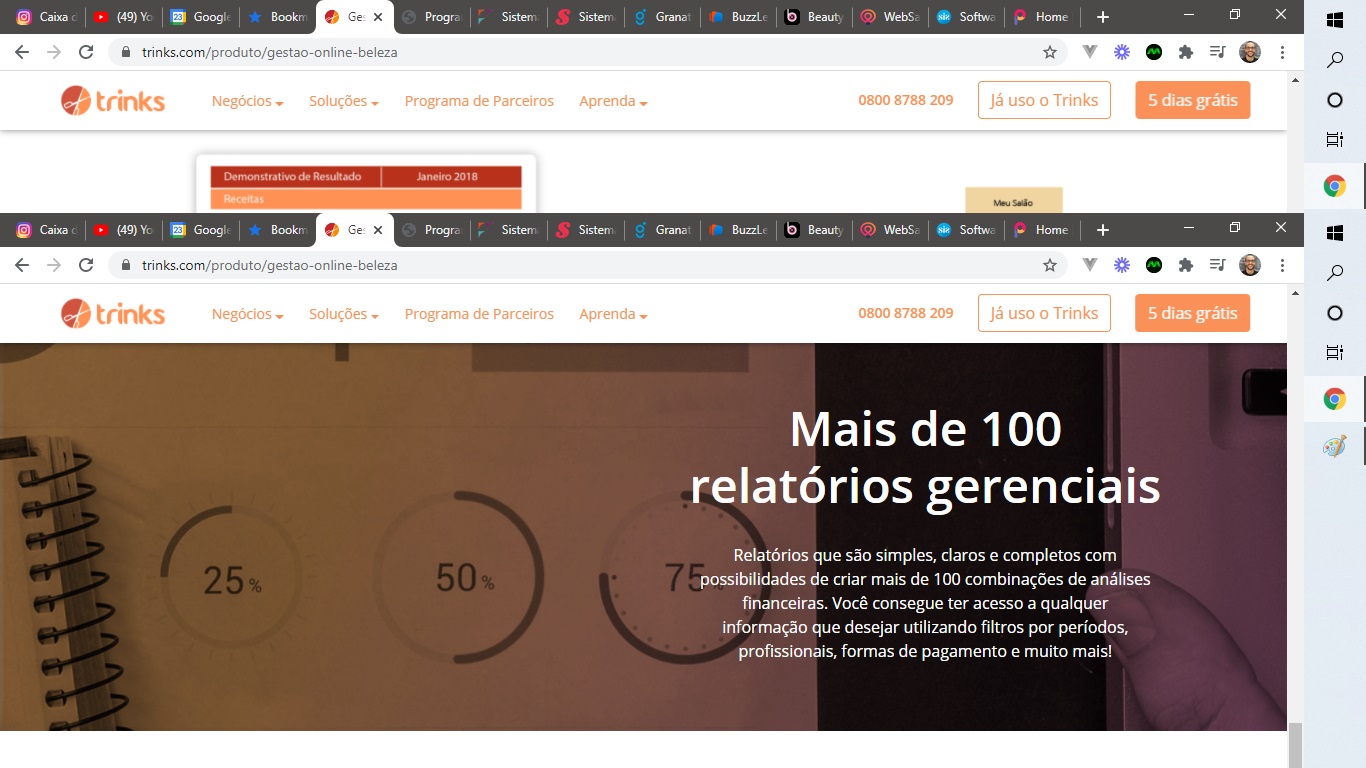 Caixa d
(49) Yo
Google
Bookm
Ges
Progra
Sistem
Sistem
Granat
BuzzLe
Beauty
WebSa
Softwa
Home
trinks.com/produto/gestao-online-beleza
trinks
Negócios
Soluções
Programa de Parceiros
Aprenda
0800 8788 209
Já uso o Trinks
5 dias grátis
Demonstrativo de Resultado
Janeiro 2018
Receitas
Meu Salão
Caixa d
(49) Yo
Google
Bookm
Ges
Progra
Sistem
Sistem
Granat
BuzzLe
Beauty
WebSa
Softwa
Home
trinks.com/produto/gestao-online-beleza
trinks
Negócios
Soluções
Programa de Parceiros
Aprenda
0800 8788 209
Já uso o Trinks
5 dias grátis
Mais de 100
relatórios gerenciais
25%
50%
75%
Relatórios que são simples, claros e completos com
possibilidades de criar mais de 100 combinações de análises
financeiras. Você consegue ter acesso a qualquer
informação que desejar utilizando filtros por períodos,
profissionais, formas de pagamento e muito mais!